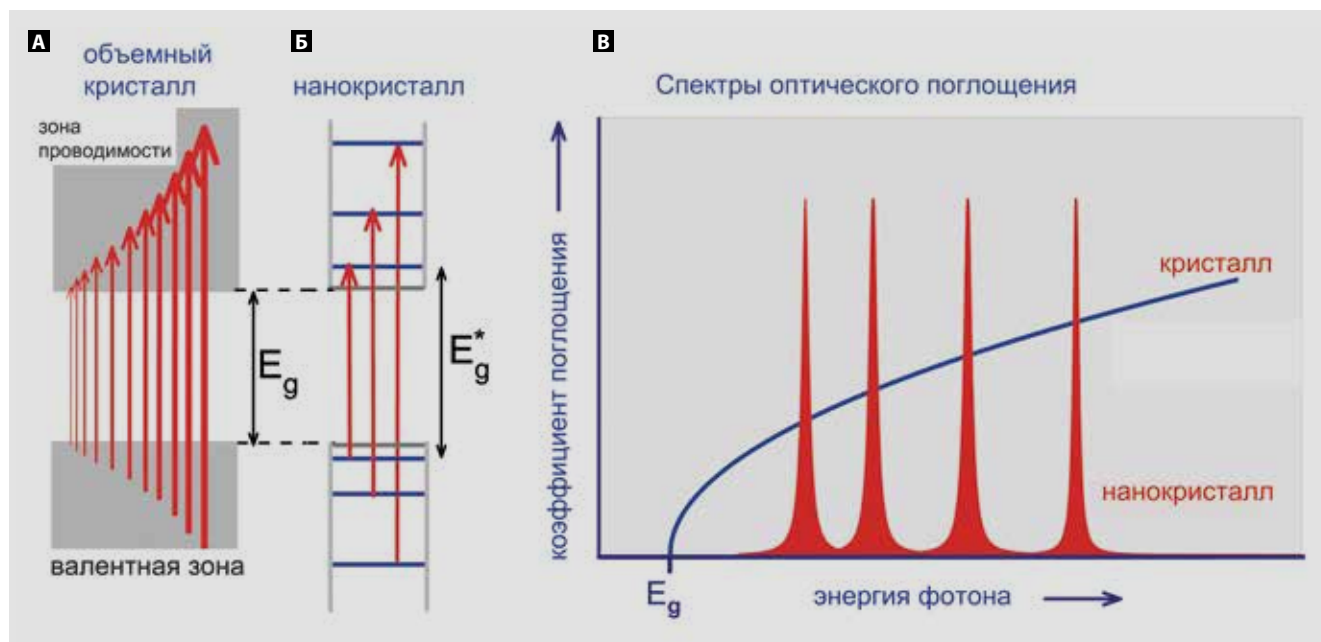 А
объемный
кристалл
зона
проводимости
E g
валентная зона
Б
нанокристалл
E*g
В
Спектры оптического поглощения
коэффициент поглощения
кристалл
нанокристалл
E g
энергия фотона